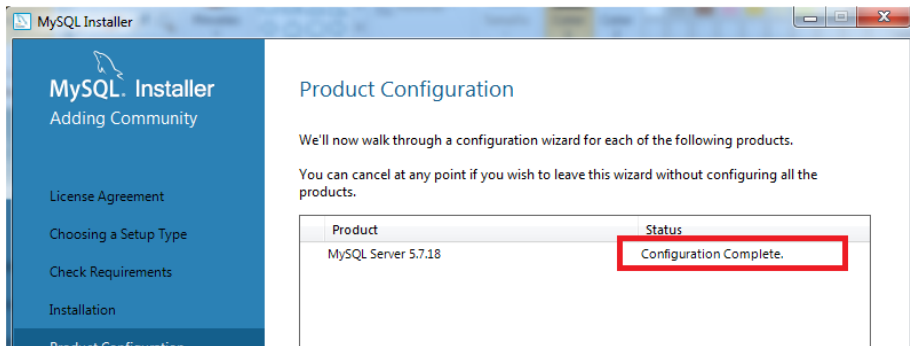 MySQL Installer
MySQL. Installer
Adding Community
License Agreement
Choosing a Setup Type
Check Requirements
Installation
Product Configuration
Product Configuration
We'll now walk through a configuration wizard for each of the following products.
You can cancel at any point if you wish to leave this wizard without configuring all the
products.
Product Status
MySQL Server 5.7.18 Configuration Complete.